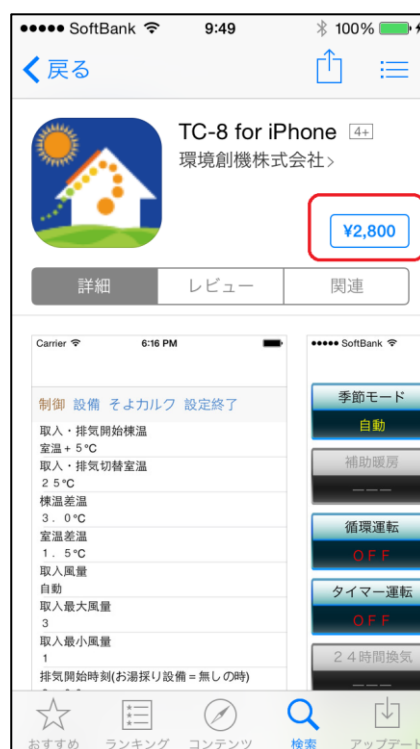 SoftBank 9:49 100%
戻る
TC-8 for iPhone 4+
環境創機株式会社>
¥2,800
詳細 レビュー 関連
Carrier 6:16 PM
制御 設備 そよカルク 設定終了
取入・排気開始棟温
室温+5℃
取入・排気切替室温
25℃
棟温差温
3.0℃
室温差温
1.5℃
取入風量
自動
取入最大風量
3
取入最小風量
1
排気開始時刻(お湯採り設備=無しの時)
SoftBank
季節モード
自動
補助暖房
---
循環運転
OFF
タイマー運転
OFF
24時間換気
---
おすすめ ランキング コンテンツ 検索 アップデー